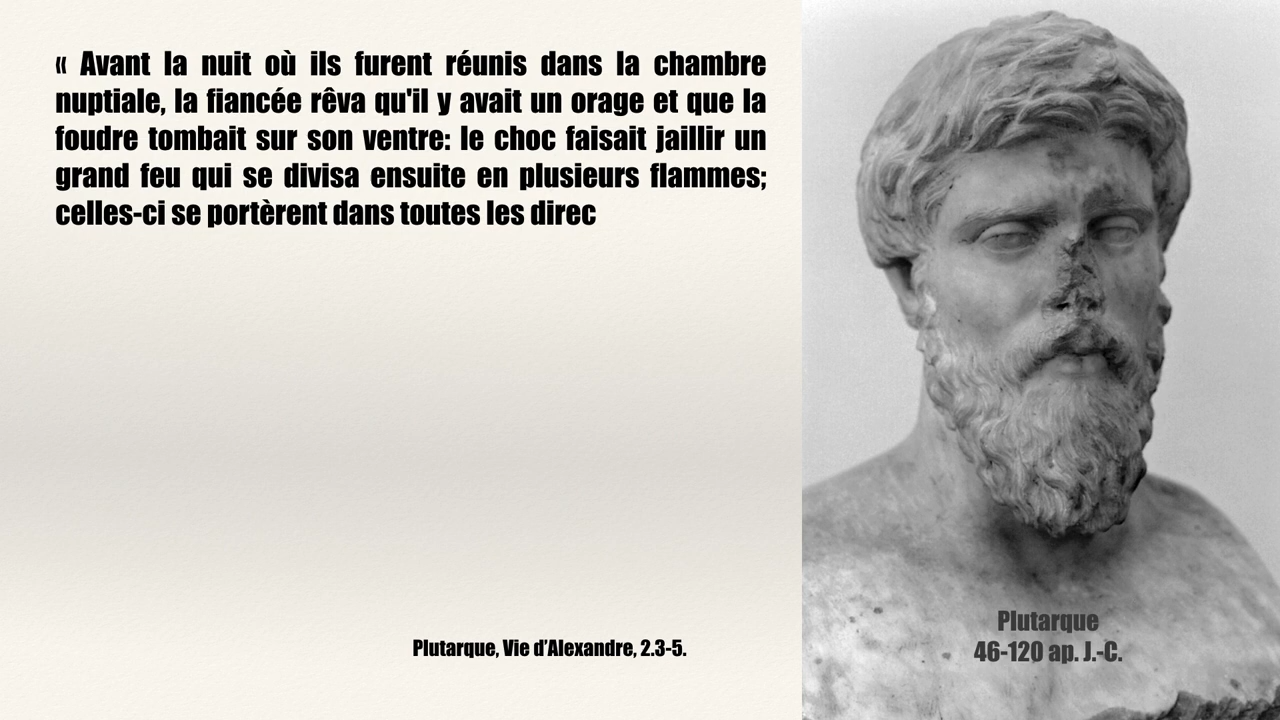 « Avant la nuit où ils furent réunis dans la chambre
nuptiale, la fiancée rêva qu'il y avait un orage et que la
foudre tombait sur son ventre: le choc faisait jaillir un
grand feu qui se divisa ensuite en plusieurs flammes;
celles-ci se portèrent dans toutes les direc
Plutarque, Vie d’Alexandre, 2.3-5.
Plutarque
46-120 ap. J.-C.